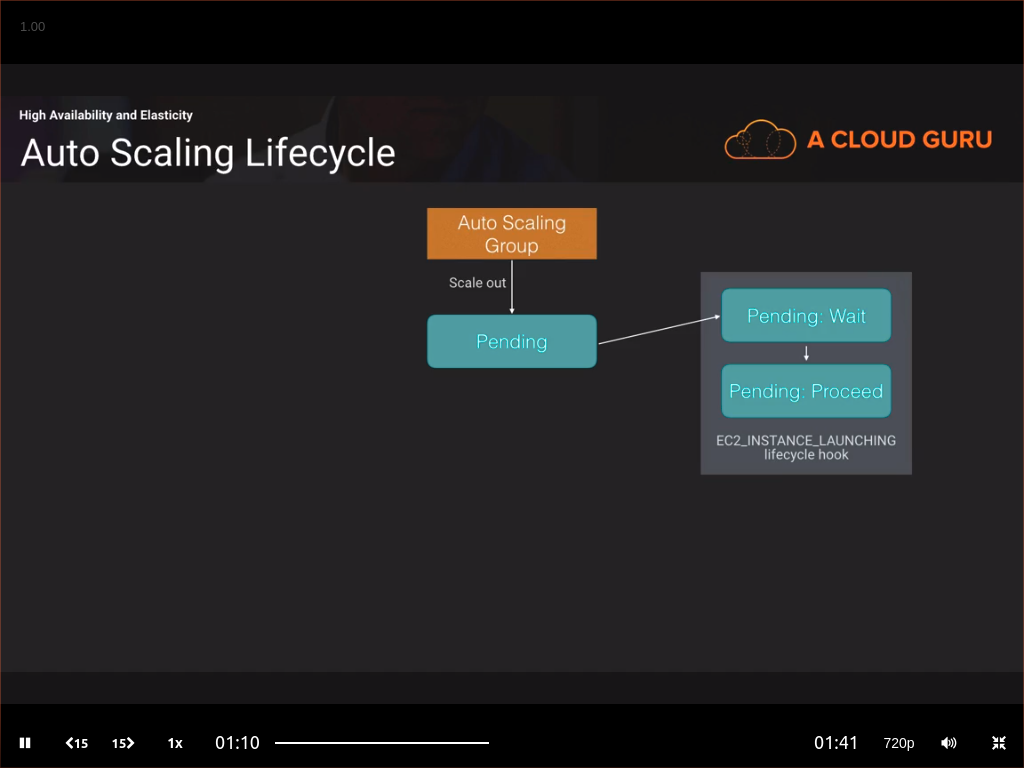 1.00
High Availability and Elasticity
Auto Scaling Lifecycle
A CLOUD GURU
Auto Scaling
Group
Scale out
Pending
Pending: Wait
Pending: Proceed
EC2_INSTANCE_LAUNCHING
lifecycle hook
15
15
1x
01:10
01:41
720p